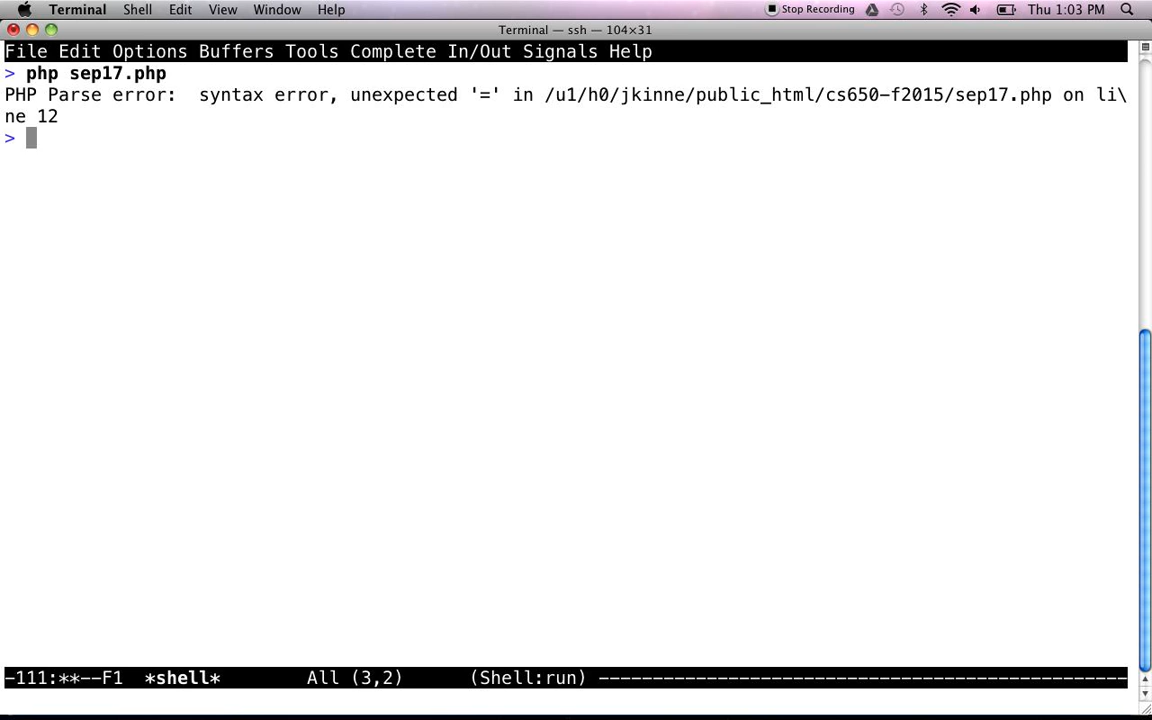 Terminal Shell Edit View Window Help Stop Recording Thu 1:03 PM
Terminal — ssh — 104×31
File Edit Options Buffers Tools Complete In/Out Signals Help
> php sep17.php
PHP Parse error:  syntax error, unexpected '=' in /u1/h0/jkinne/public_html/cs650-f2015/sep17.php on li\
ne 12
>
-111:**--F1  *shell*        All (3,2)      (Shell:run) -------------------------------------------------